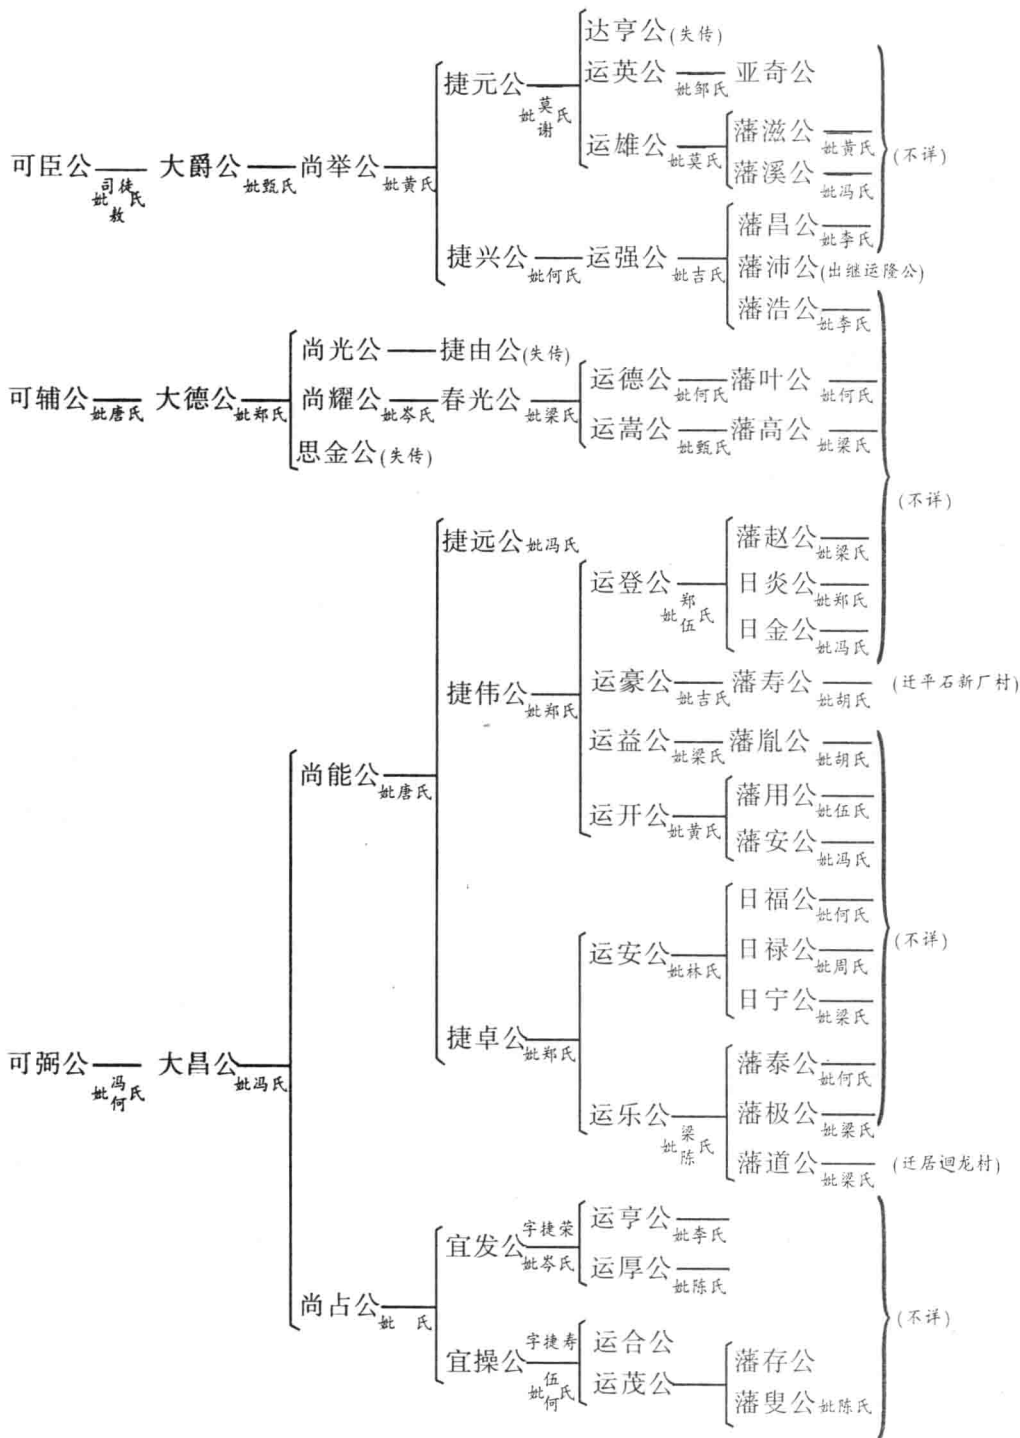 达亨公(失传)
捷元公 妣莫谢氏 运英公 妣邹氏 亚奇公
运雄公 妣莫氏 藩滋公 妣黄氏
藩溪公 妣冯氏
(不详)
可臣公 妣司徒敖氏 大爵公 妣甄氏 尚举公 妣黄氏
藩昌公 妣李氏
捷兴公 妣何氏 运强公 妣吉氏 藩沛公(出继运隆公)
藩浩公 妣李氏
尚光公 捷由公(失传)
可辅公 妣唐氏 大德公 妣郑氏 尚耀公 妣岑氏 春光公 妣梁氏 运德公 妣何氏 藩叶公 妣何氏
运嵩公 妣甄氏 藩高公 妣梁氏
思金公(失传)
(不详)
捷远公 妣冯氏
藩赵公 妣梁氏
运登公 妣郑伍氏 日炎公 妣郑氏
日金公 妣冯氏
捷伟公 妣郑氏 运豪公 妣吉氏 藩寿公 妣胡氏 (迁平石新厂村)
运益公 妣梁氏 藩胤公 妣胡氏
尚能公 妣唐氏
运开公 妣黄氏 藩用公 妣伍氏
藩安公 妣冯氏
日福公 妣何氏
运安公 妣林氏 日禄公 妣周氏
(不详)
日宁公 妣梁氏
捷卓公 妣郑氏
可弼公 妣冯何氏 大昌公 妣冯氏
藩泰公 妣何氏
运乐公 妣梁陈氏 藩极公 妣梁氏
藩道公 妣梁氏 (迁居迴龙村)
宜发公 字捷荣 妣岑氏 运亨公 妣李氏
运厚公 妣陈氏
尚占公 妣 氏
(不详)
宜操公 字捷寿 妣伍何氏 运合公
运茂公 藩存公
藩叟公 妣陈氏